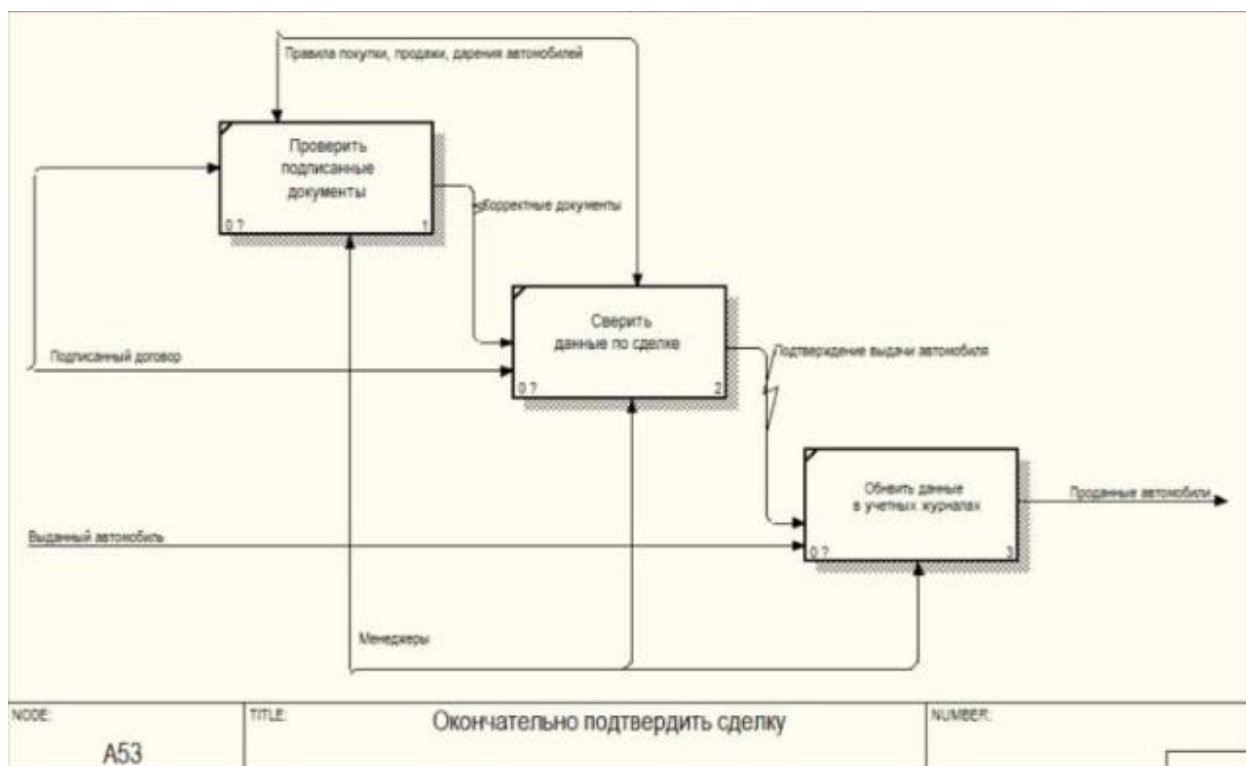 Правила покупки, продажи, дарения автомобилей
Проверить
подписанные
документы
0 ?
1
Корректные документы
Сверить
данные по сделке
0 ?
2
Подписанный договор
Подтверждение выдачи автомобиля
Обнвить данные
в учетных журналах
0 ?
3
Проданные автомобили
Выданный автомобиль
Менеджеры
NODE:
A53
TITLE:
Окончательно подтвердить сделку
NUMBER: